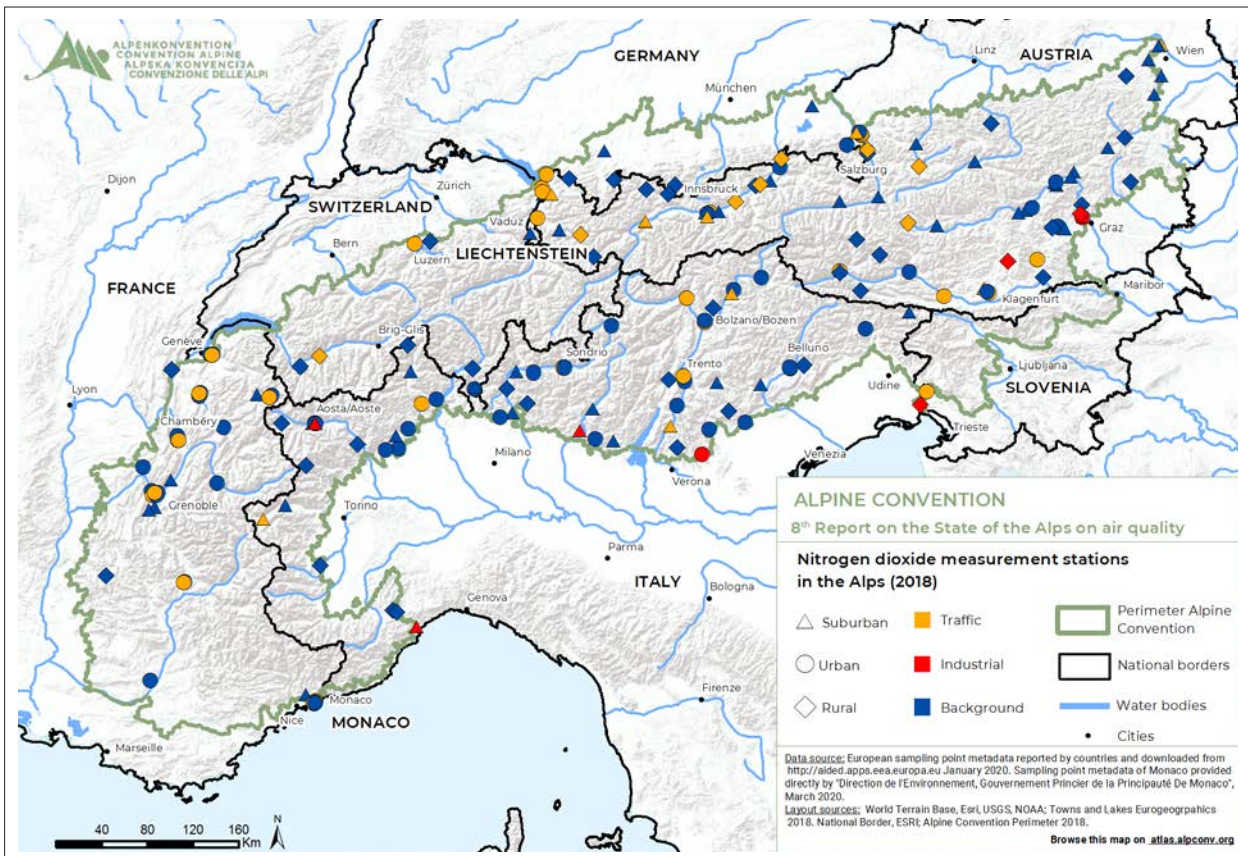 ALPENKONVENTION
CONVENTION ALPINE
ALPSKA KONVENCIJA
CONVENZIONE DELLE ALPI
GERMANY
AUSTRIA
Linz
Wien
München
Dijon
Zürich
Salzburg
Innsbruck
SWITZERLAND
Vaduz
Bern
Luzern
LIECHTENSTEIN
Graz
FRANCE
Klagenfurt
Maribor
Genève
Brig-Glis
Bolzano/Bozen
Sondrio
Belluno
Trento
Ljubljana
Lyon
Udine
SLOVENIA
Aosta/Aoste
Chambéry
Trieste
Milano
Venezia
Verona
Grenoble
Torino
Parma
ITALY
Bologna
Genova
Firenze
Monaco
Nice
MONACO
Marseille
ALPINE CONVENTION
8th Report on the State of the Alps on air quality
Nitrogen dioxide measurement stations
in the Alps (2018)
Suburban
Traffic
Perimeter Alpine
Convention
Urban
Industrial
National borders
Rural
Background
Water bodies
Cities
Data source: European sampling point metadata reported by countries and downloaded from
http://aided.apps.eea.europa.eu January 2020. Sampling point metadata of Monaco provided
directly by "Direction de l'Environnement, Gouvernement Princier de la Principauté De Monaco",
March 2020.
Layout sources: World Terrain Base, Esri, USGS, NOAA; Towns and Lakes Eurogeogrpahics
2018. National Border, ESRI; Alpine Convention Perimeter 2018.
Browse this map on atlas.alpconv.org
40 80 120 160
Km
N